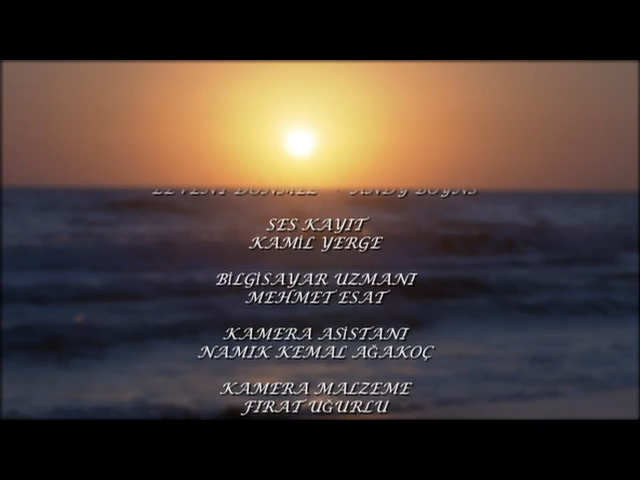 SES KAYIT
KAMİL YERGE
BİLGİSAYAR UZMANI
MEHMET ESAT
KAMERA ASİSTANI
NAMIK KEMAL AĞAKOÇ
KAMERA MALZEME
FIRAT UĞURLU